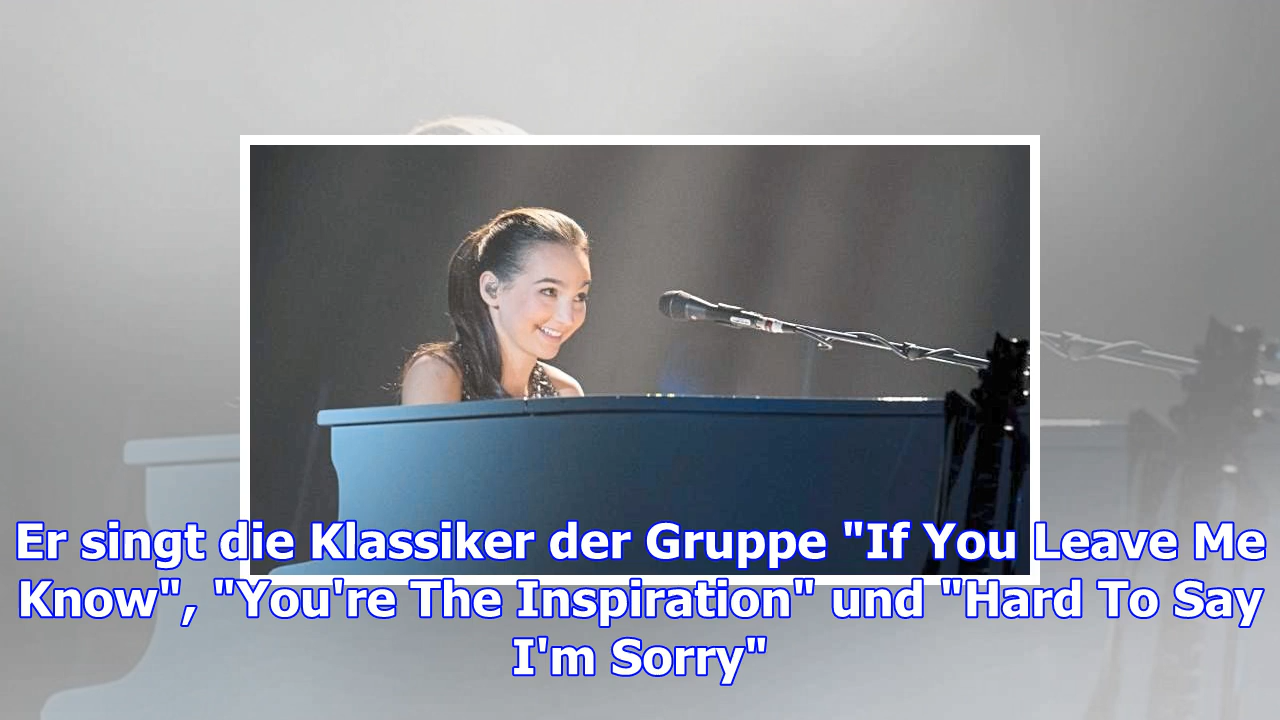 Er singt die Klassiker der Gruppe "If You Leave Me
Know", "You're The Inspiration" und "Hard To Say
I'm Sorry"